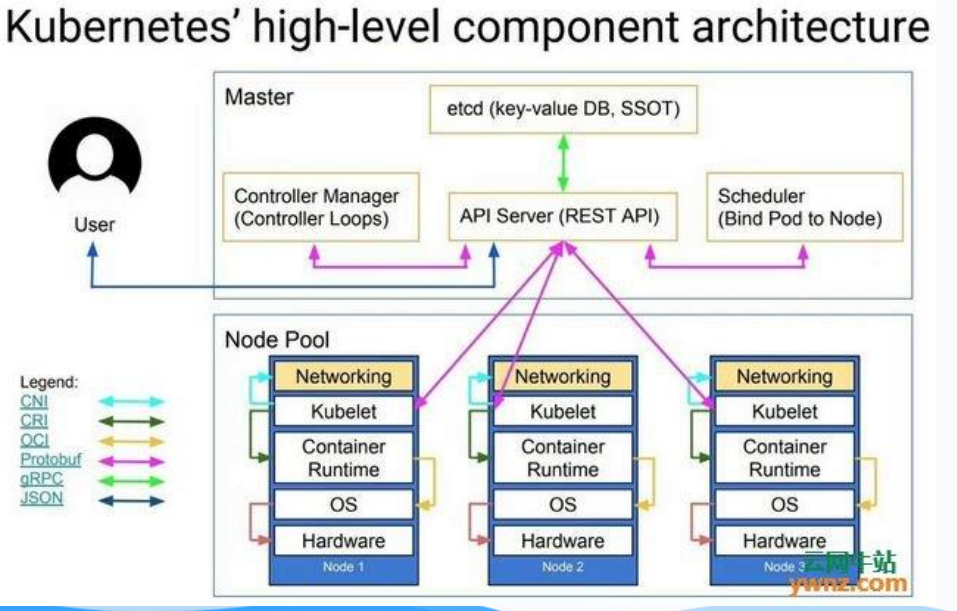 Kubernetes’ high-level component architecture
Master
etcd (key-value DB, SSOT)
Controller Manager
(Controller Loops)
API Server (REST API)
Scheduler
(Bind Pod to Node)
User
Node Pool
Legend:
CNI
CRI
OCI
Protobuf
gRPC
JSON
Networking
Kubelet
Container
Runtime
OS
Hardware
Node 1
Networking
Kubelet
Container
Runtime
OS
Hardware
Node 2
Networking
Kubelet
Container
Runtime
OS
Hardware
Node 3
云网牛站
ywnz.com